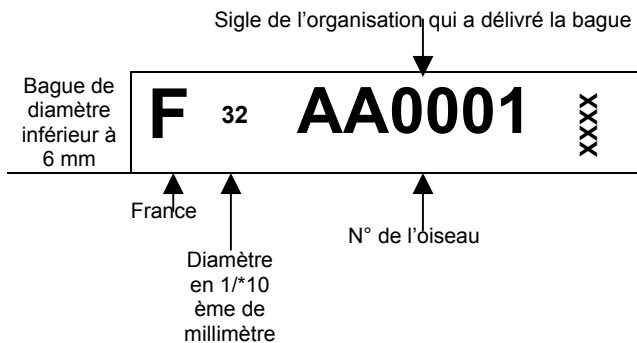 Sigle de l'organisation qui a délivré la bague
Bague de
diamètre
inférieur à
6 mm
F 32 AA0001 XXXX
France
N° de l'oiseau
Diamètre
en 1/*10
ème de
millimètre